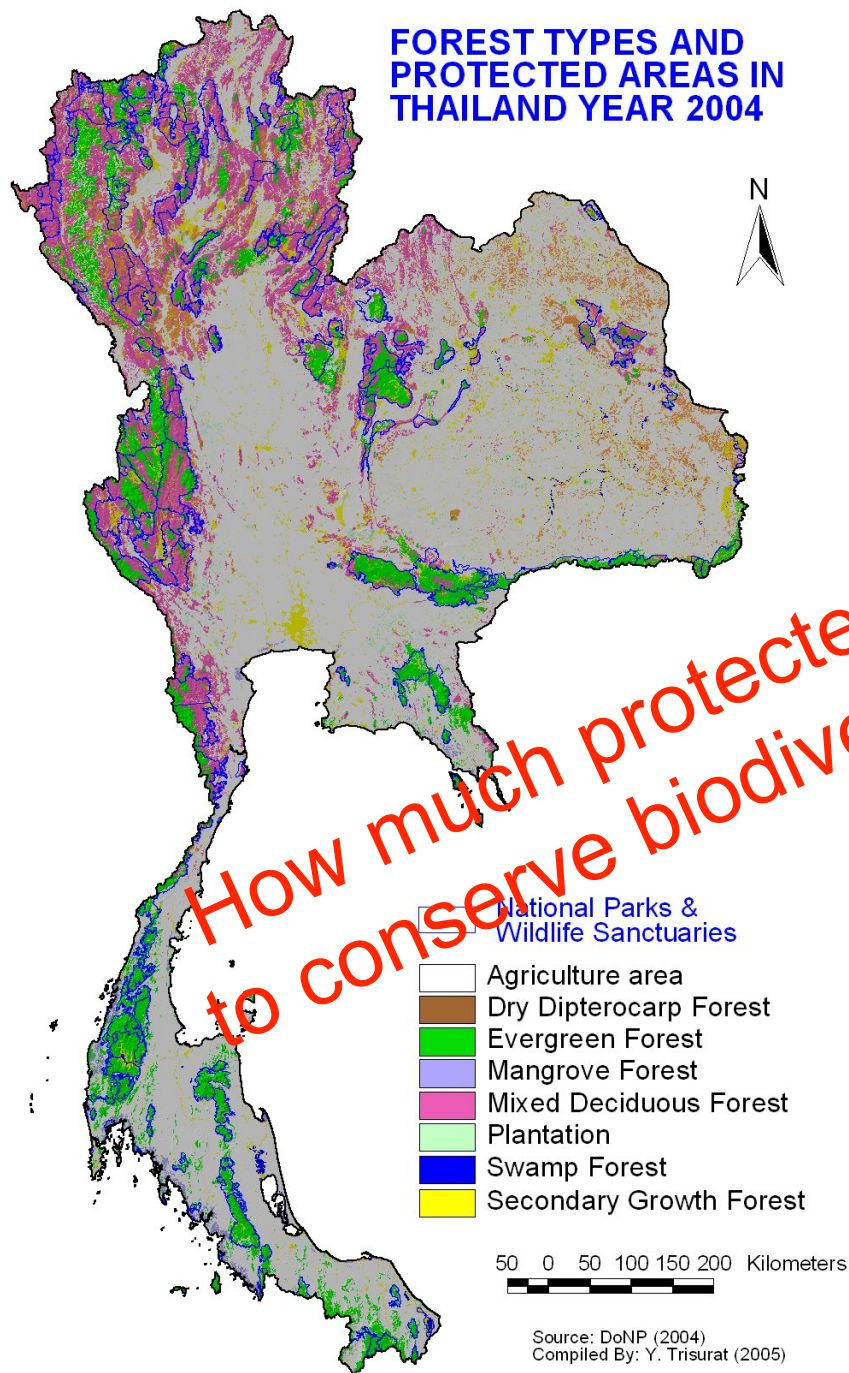 FOREST TYPES AND
PROTECTED AREAS IN
THAILAND YEAR 2004
N
How much protecte
to conserve biodive
National Parks &
Wildlife Sanctuaries
Agriculture area
Dry Dipterocarp Forest
Evergreen Forest
Mangrove Forest
Mixed Deciduous Forest
Plantation
Swamp Forest
Secondary Growth Forest
50 0 50 100 150 200 Kilometers
Source: DoNP (2004)
Compiled By: Y. Trisurat (2005)